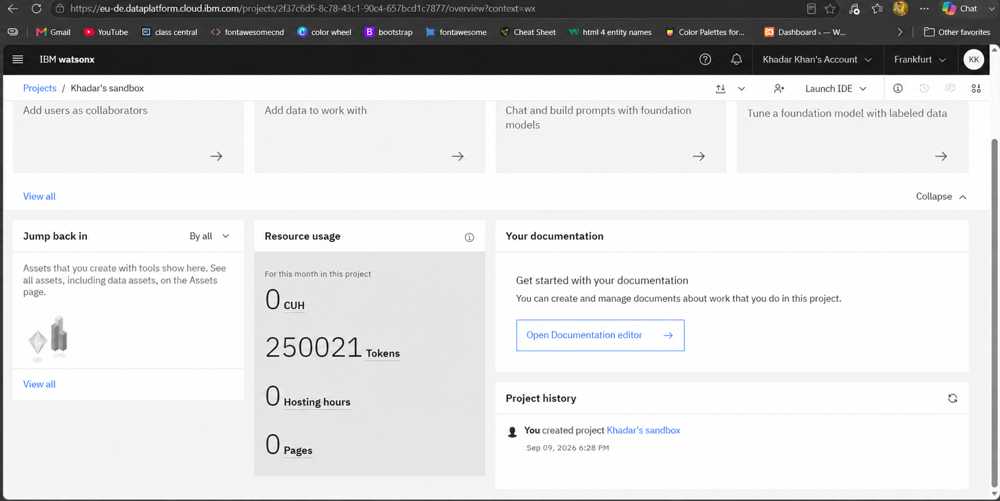 https://eu-de.dataplatform.cloud.ibm.com/projects/2f37c6d5-8c78-43c1-90c4-657bcd1c7877/overview?context=wx
Chat
Gmail
YouTube
class central
fontawesomecnd
color wheel
bootstrap
fontawesome
Cheat Sheet
html 4 entity names
Color Palettes for...
Dashboard ‹ — W...
Other favorites
IBM watsonx
Khadar Khan's Account
Frankfurt
KK
Projects / Khadar's sandbox
Launch IDE
Add users as collaborators
Add data to work with
Chat and build prompts with foundation
models
Tune a foundation model with labeled data
View all
Collapse
Jump back in
By all
Assets that you create with tools show here. See
all assets, including data assets, on the Assets
page.
View all
Resource usage
For this month in this project
0 CUH
250021 Tokens
0 Hosting hours
0 Pages
Your documentation
Get started with your documentation
You can create and manage documents about work that you do in this project.
Open Documentation editor
Project history
You created project Khadar's sandbox
Sep 09, 2026 6:28 PM